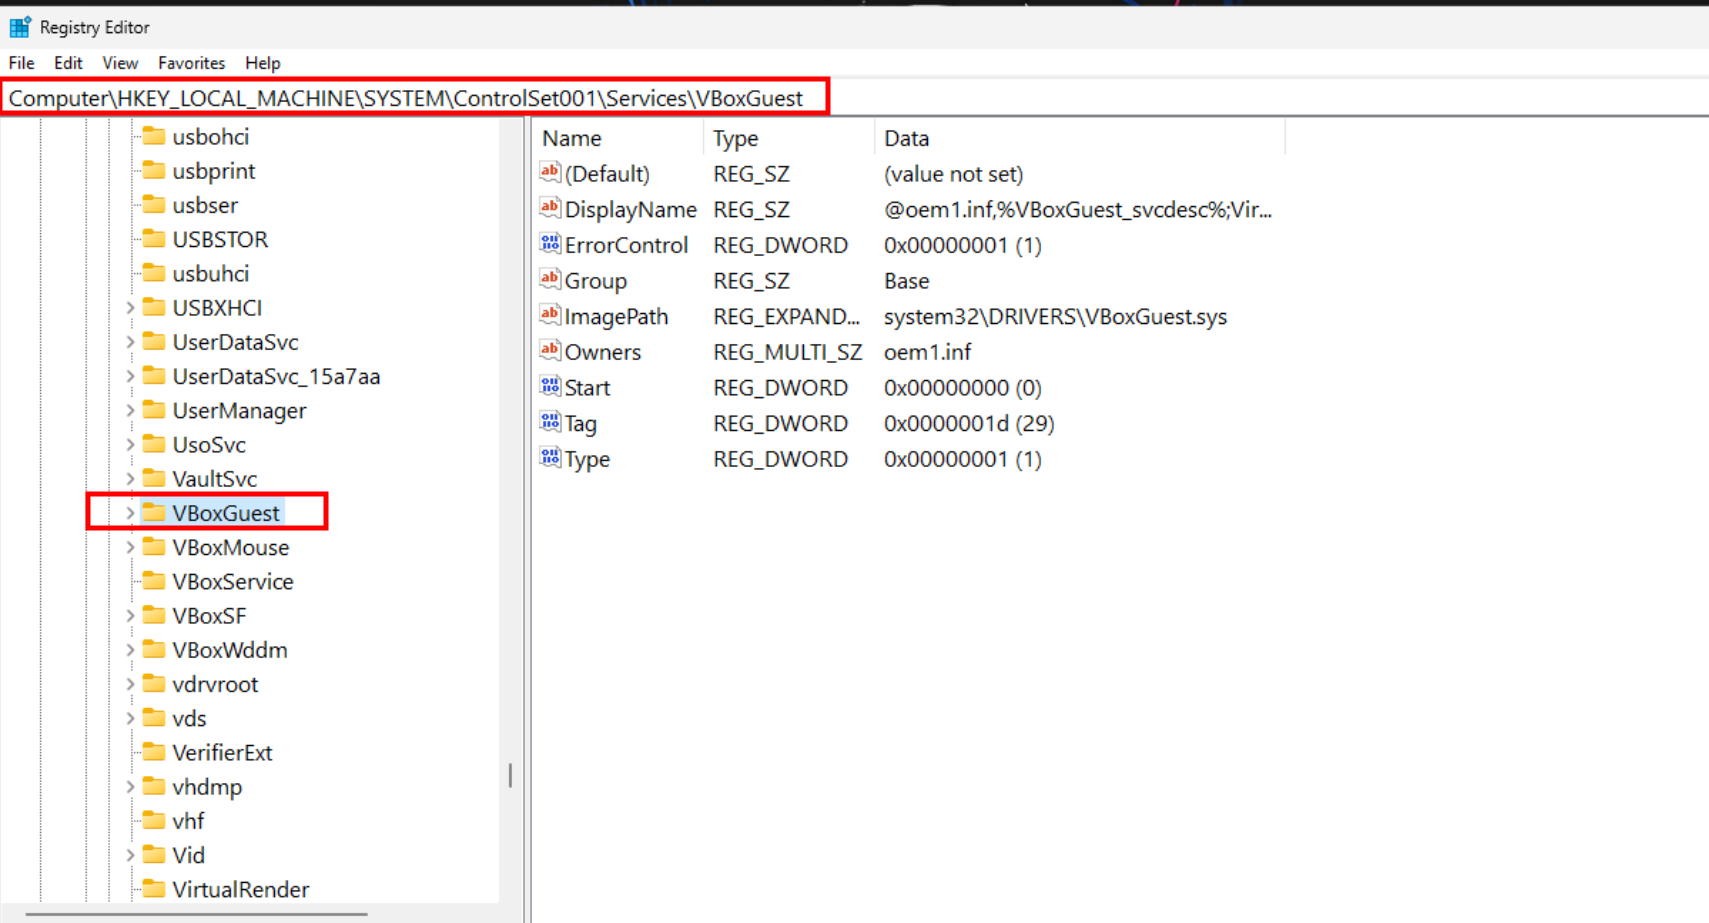 Registry Editor
File Edit View Favorites Help
Computer\HKEY_LOCAL_MACHINE\SYSTEM\ControlSet001\Services\VBoxGuest
usbohci
usbprint
usbser
USBSTOR
usbuhci
USBXHCI
UserDataSvc
UserDataSvc_15a7aa
UserManager
UsoSvc
VaultSvc
VBoxGuest
VBoxMouse
VBoxService
VBoxSF
VBoxWddm
vdrvroot
vds
VerifierExt
vhdmp
vhf
Vid
VirtualRender
Name Type Data
(Default) REG_SZ (value not set)
DisplayName REG_SZ @oem1.inf,%VBoxGuest_svcdesc%;Vir...
ErrorControl REG_DWORD 0x00000001 (1)
Group REG_SZ Base
ImagePath REG_EXPAND... system32\DRIVERS\VBoxGuest.sys
Owners REG_MULTI_SZ oem1.inf
Start REG_DWORD 0x00000000 (0)
Tag REG_DWORD 0x0000001d (29)
Type REG_DWORD 0x00000001 (1)